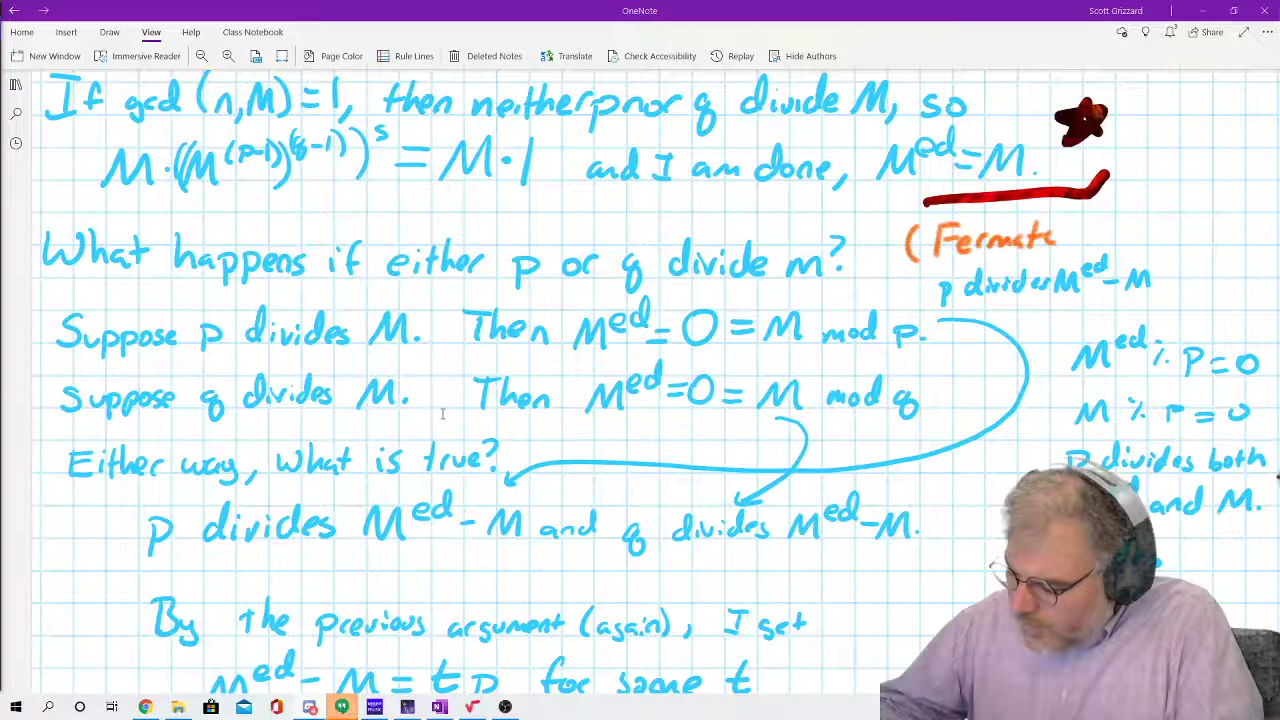 OneNote
Scott Grizzard
Home Insert Draw View Help Class Notebook
Share
New Window Immersive Reader Page Color Rule Lines Deleted Notes Translate Check Accessibility Replay Hide Authors
If gcd (n,M)=1, then neither p nor q divide M, so
M·((M^(p-1))^(q-1))^s = M·1 and I am done, M^ed = M.
(Fermat
What happens if either p or q divide m?
p divides M^ed - M
Suppose p divides M. Then M^ed = 0 = M mod p.
M^ed % p = 0
Suppose q divides M. Then M^ed = 0 = M mod q
M % p = 0
Either way, what is true?
p divides both
and M.
p divides M^ed - M and q divides M^ed - M.
By the previous argument (again), I get
M^ed - M = t p for some t